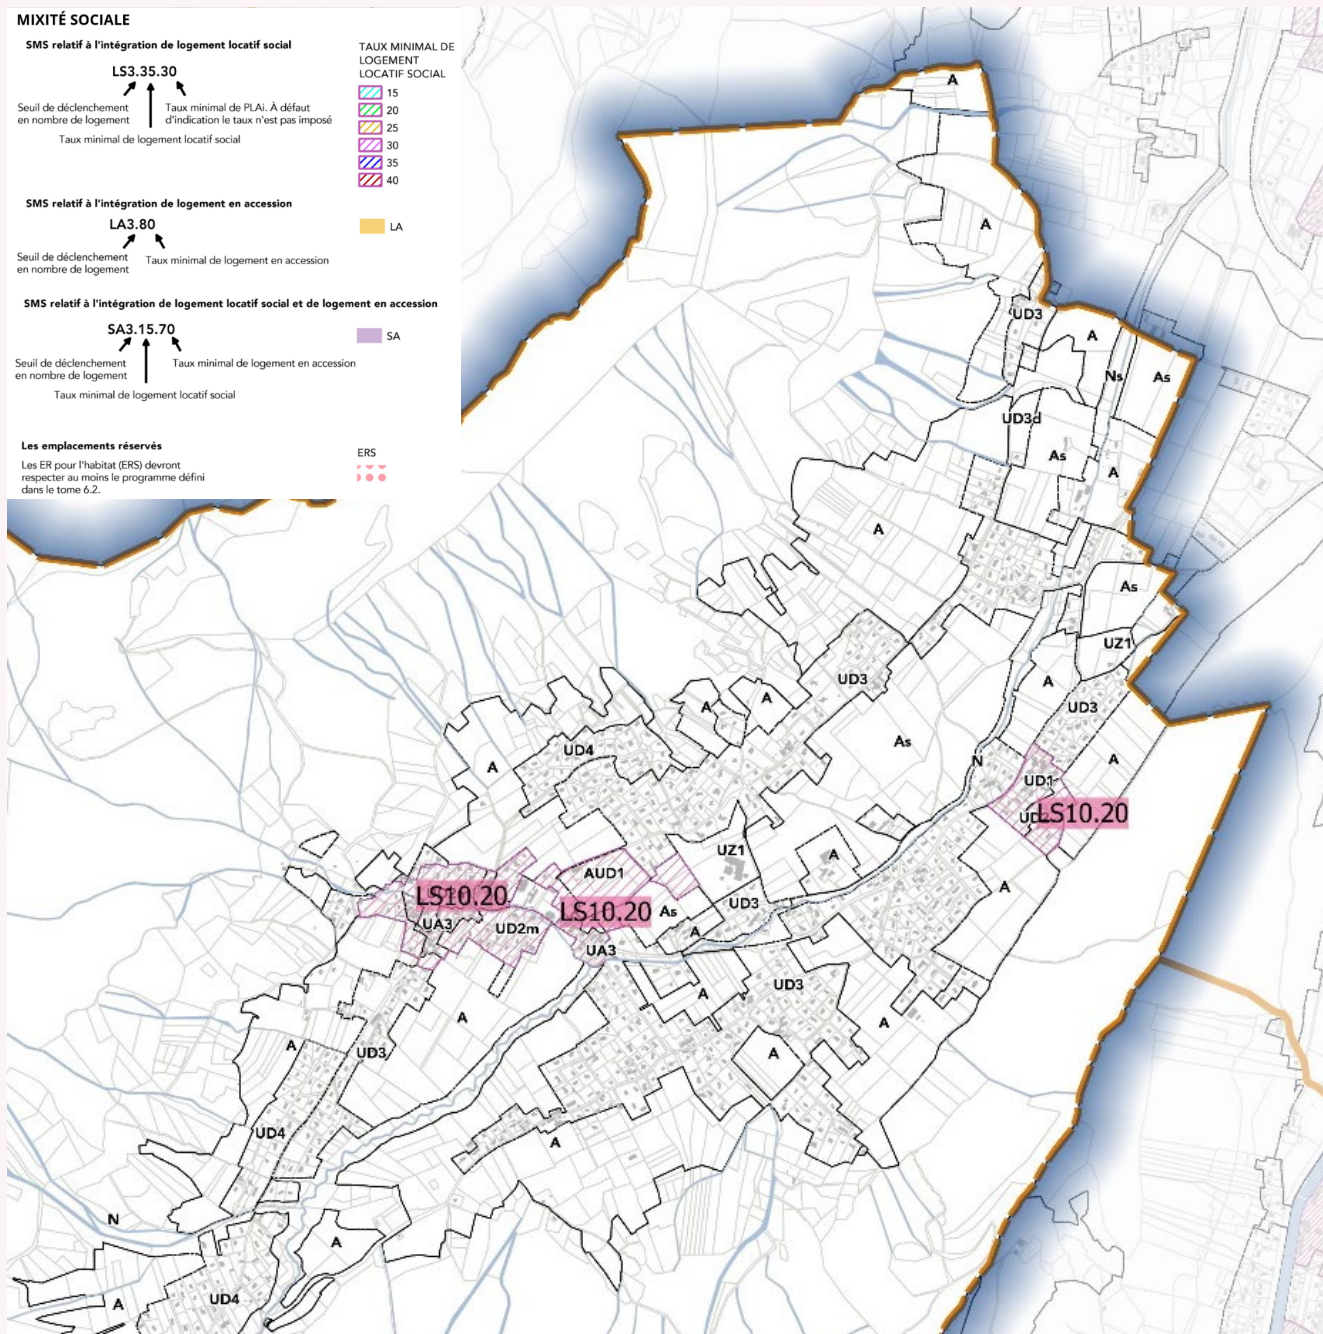 MIXITÉ SOCIALE
SMS relatif à l'intégration de logement locatif social
LS3.35.30
Seuil de déclenchement
en nombre de logement
Taux minimal de PLAi. À défaut
d'indication le taux n'est pas imposé
Taux minimal de logement locatif social
TAUX MINIMAL DE
LOGEMENT
LOCATIF SOCIAL
15
20
25
30
35
40
SMS relatif à l'intégration de logement en accession
LA3.80
Seuil de déclenchement
en nombre de logement
Taux minimal de logement en accession
LA
SMS relatif à l'intégration de logement locatif social et de logement en accession
SA3.15.70
Seuil de déclenchement
en nombre de logement
Taux minimal de logement en accession
Taux minimal de logement locatif social
SA
Les emplacements réservés
Les ER pour l'habitat (ERS) devront
respecter au moins le programme défini
dans le tome 6.2.
ERS
A
A
UD3
A
Ns
As
UD3d
As
A
A
As
UZ1
A
UD3
UD3
A
A
As
UD4
A
N
A
UD1
LS10.20
UZ1
A
AUD1
A
LS10.20
UD3
LS10.20
As
UA3
UD2m
A
UA3
UD3
A
A
A
UD3
A
A
UD4
A
N
A
UD4
A